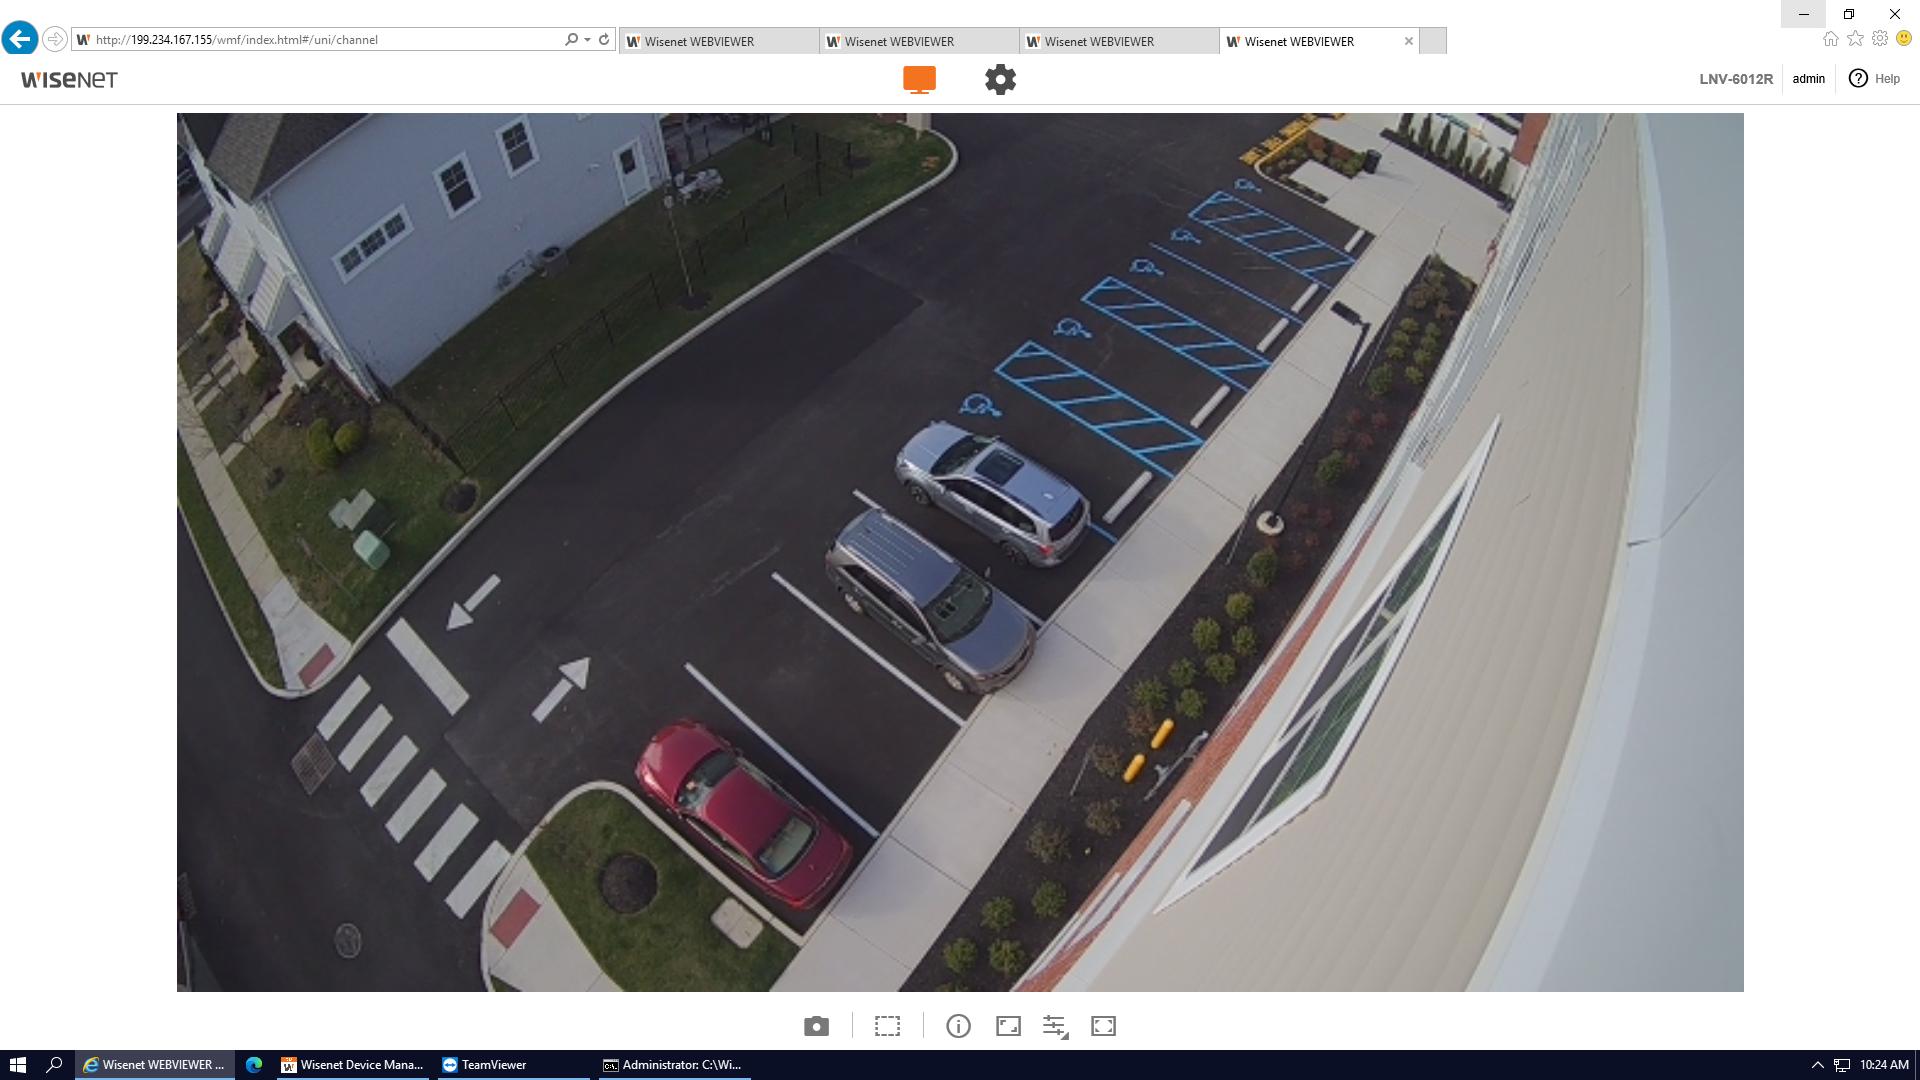 http://199.234.167.155/wmf/index.html#/uni/channel
Wisenet WEBVIEWER
Wisenet WEBVIEWER
Wisenet WEBVIEWER
Wisenet WEBVIEWER
WISENET
LNV-6012R
admin
Help
Wisenet WEBVIEWER ...
Wisenet Device Mana...
TeamViewer
Administrator: C:\Wi...
10:24 AM